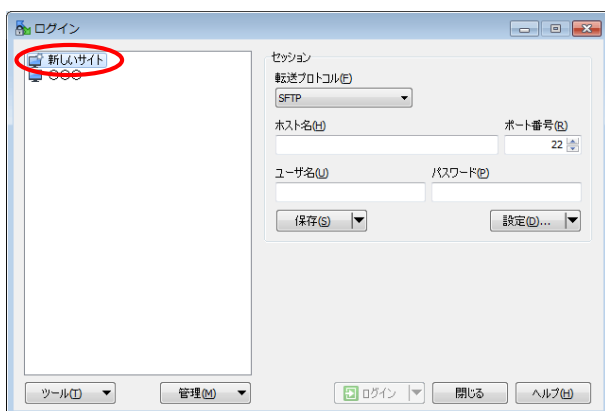 ログイン
新しいサイト
○○○
セッション
転送プロトコル(F)
SFTP
ホスト名(H)
ポート番号(R)
22
ユーザ名(U)
パスワード(P)
保存(S)
設定(D)...
ツール(T)
管理(M)
ログイン
閉じる
ヘルプ(H)